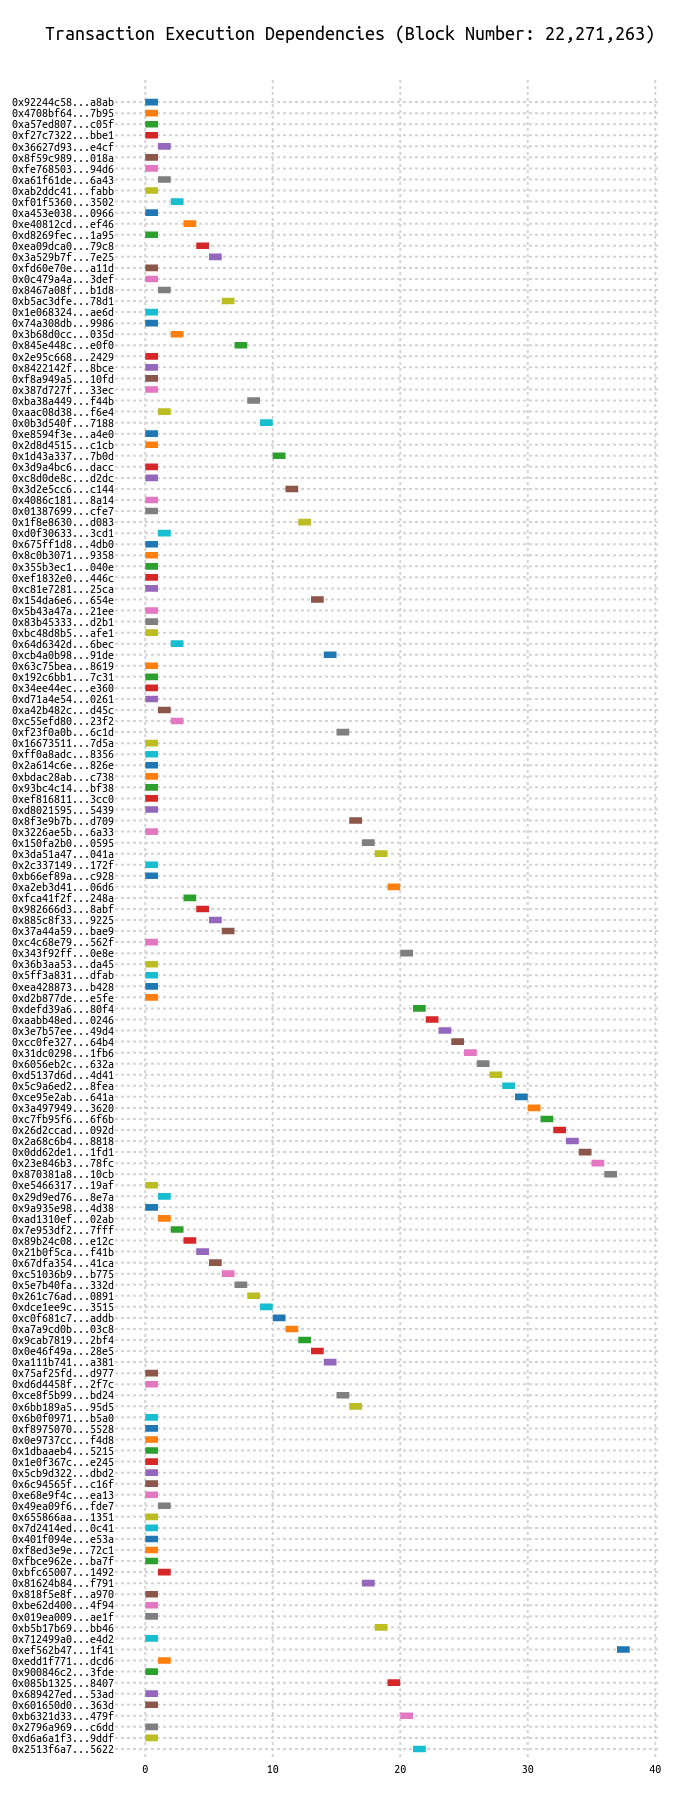 Transaction Execution Dependencies (Block Number: 22,271,263)
0x92244c58...a8ab
0x4708bf64...7b95
0xa57ed807...c05f
0xf27c7322...bbe1
0x36627d93...e4cf
0x8f59c989...018a
0xfe768503...94d6
0xa61f61de...6a43
0xab2ddc41...fabb
0xf01f5360...3502
0xa453e038...0966
0xe40812cd...ef46
0xd8269fec...1a95
0xea09dca0...79c8
0x3a529b7f...7e25
0xfd60e70e...a11d
0x0c479a4a...3def
0x8467a08f...b1d8
0xb5ac3dfe...78d1
0x1e068324...ae6d
0x74a308db...9986
0x3b68d0cc...035d
0x845e448c...e0f0
0x2e95c668...2429
0x8422142f...8bce
0xf8a949a5...10fd
0x387d727f...33ec
0xba38a449...f44b
0xaac08d38...f6e4
0x0b3d540f...7188
0xe8594f3e...a4e0
0x2d8d4515...c1cb
0x1d43a337...7b0d
0x3d9a4bc6...dacc
0xc8d0de8c...d2dc
0x3d2e5cc6...c144
0x4086c181...8a14
0x01387699...cfe7
0x1f8e8630...d083
0xd0f30633...3cd1
0x675ff1d8...4db0
0x8c0b3071...9358
0x355b3ec1...040e
0xef1832e0...446c
0xc81e7281...25ca
0x154da6e6...654e
0x5b43a47a...21ee
0x83b45333...d2b1
0xbc48d8b5...afe1
0x64d6342d...6bec
0xcb4a0b98...91de
0x63c75bea...8619
0x192c6bb1...7c31
0x34ee44ec...e360
0xd71a4e54...0261
0xa42b482c...d45c
0xc55efd80...23f2
0xf23f0a0b...6c1d
0x16673511...7d5a
0xff0a8adc...8356
0x2a614c6e...826e
0xbdac28ab...c738
0x93bc4c14...bf38
0xef816811...3cc0
0xd8021595...5439
0x8f3e9b7b...d709
0x3226ae5b...6a33
0x150fa2b0...0595
0x3da51a47...041a
0x2c337149...172f
0xb66ef89a...c928
0xa2eb3d41...06d6
0xfca41f2f...248a
0x982666d3...8abf
0x885c8f33...9225
0x37a44a59...bae9
0xc4c68e79...562f
0x343f92ff...0e8e
0x36b3aa53...da45
0x5ff3a831...dfab
0xea428873...b428
0xd2b877de...e5fe
0xdefd39a6...80f4
0xaabb48ed...0246
0x3e7b57ee...49d4
0xcc0fe327...64b4
0x31dc0298...1fb6
0x6056eb2c...632a
0xd5137d6d...4d41
0x5c9a6ed2...8fea
0xce95e2ab...641a
0x3a497949...3620
0xc7fb95f6...6f6b
0x26d2ccad...092d
0x2a68c6b4...8818
0x0dd62de1...1fd1
0x23e846b3...78fc
0x870381a8...10cb
0xe5466317...19af
0x29d9ed76...8e7a
0x9a935e98...4d38
0xad1310ef...02ab
0x7e953df2...7fff
0x89b24c08...e12c
0x21b0f5ca...f41b
0x67dfa354...41ca
0xc51036b9...b775
0x5e7b40fa...332d
0x261c76ad...0891
0xdce1ee9c...3515
0xc0f681c7...addb
0xa7a9cd0b...03c8
0x9cab7819...2bf4
0x0e46f49a...28e5
0xa111b741...a381
0x75af25fd...d977
0xd6d4458f...2f7c
0xce8f5b99...bd24
0x6bb189a5...95d5
0x6b0f0971...b5a0
0xf8975070...5528
0x0e9737cc...f4d8
0x1dbaaeb4...5215
0x1e0f367c...e245
0x5cb9d322...dbd2
0x6c94565f...c16f
0xe68e9f4c...ea13
0x49ea09f6...fde7
0x655866aa...1351
0x7d2414ed...0c41
0x401f094e...e53a
0xf8ed3e9e...72c1
0xfbce962e...ba7f
0xbfc65007...1492
0x81624b84...f791
0x818f5e8f...a970
0xbe62d400...4f94
0x019ea009...ae1f
0xb5b17b69...bb46
0x712499a0...e4d2
0xef562b47...1f41
0xedd1f771...dcd6
0x900846c2...3fde
0x085b1325...8407
0x689427ed...53ad
0x601650d0...363d
0xb6321d33...479f
0x2796a969...c6dd
0xd6a6a1f3...9ddf
0x2513f6a7...5622
0 10 20 30 40